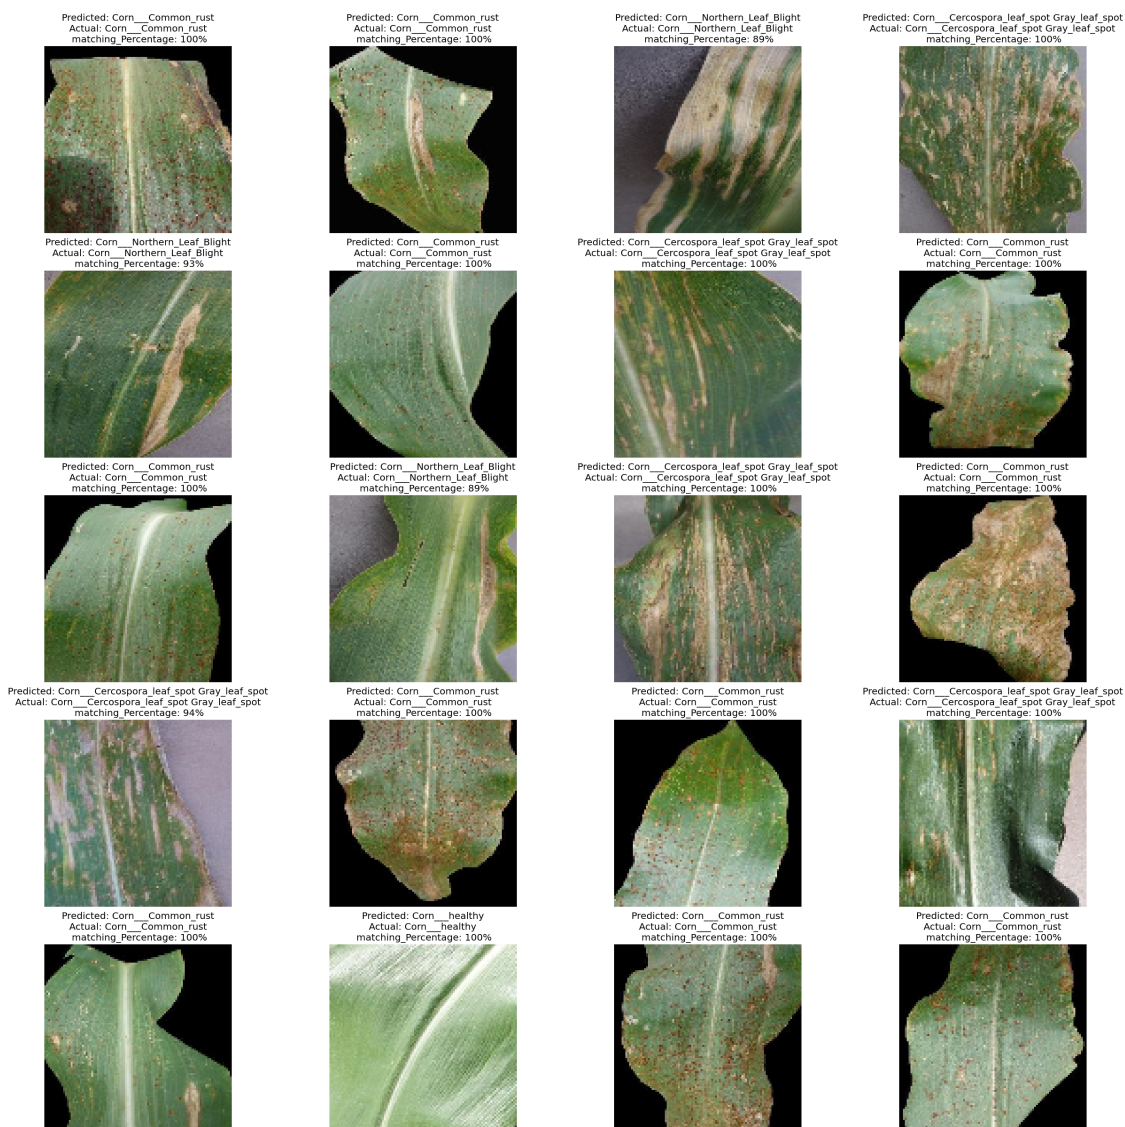 Predicted: Corn___Common_rust
Actual: Corn___Common_rust
matching_Percentage: 100%
Predicted: Corn___Common_rust
Actual: Corn___Common_rust
matching_Percentage: 100%
Predicted: Corn___Northern_Leaf_Blight
Actual: Corn___Northern_Leaf_Blight
matching_Percentage: 89%
Predicted: Corn___Cercospora_leaf_spot Gray_leaf_spot
Actual: Corn___Cercospora_leaf_spot Gray_leaf_spot
matching_Percentage: 100%
Predicted: Corn___Northern_Leaf_Blight
Actual: Corn___Northern_Leaf_Blight
matching_Percentage: 93%
Predicted: Corn___Common_rust
Actual: Corn___Common_rust
matching_Percentage: 100%
Predicted: Corn___Cercospora_leaf_spot Gray_leaf_spot
Actual: Corn___Cercospora_leaf_spot Gray_leaf_spot
matching_Percentage: 100%
Predicted: Corn___Common_rust
Actual: Corn___Common_rust
matching_Percentage: 100%
Predicted: Corn___Common_rust
Actual: Corn___Common_rust
matching_Percentage: 100%
Predicted: Corn___Northern_Leaf_Blight
Actual: Corn___Northern_Leaf_Blight
matching_Percentage: 89%
Predicted: Corn___Cercospora_leaf_spot Gray_leaf_spot
Actual: Corn___Cercospora_leaf_spot Gray_leaf_spot
matching_Percentage: 100%
Predicted: Corn___Common_rust
Actual: Corn___Common_rust
matching_Percentage: 100%
Predicted: Corn___Cercospora_leaf_spot Gray_leaf_spot
Actual: Corn___Cercospora_leaf_spot Gray_leaf_spot
matching_Percentage: 94%
Predicted: Corn___Common_rust
Actual: Corn___Common_rust
matching_Percentage: 100%
Predicted: Corn___Common_rust
Actual: Corn___Common_rust
matching_Percentage: 100%
Predicted: Corn___Cercospora_leaf_spot Gray_leaf_spot
Actual: Corn___Cercospora_leaf_spot Gray_leaf_spot
matching_Percentage: 100%
Predicted: Corn___Common_rust
Actual: Corn___Common_rust
matching_Percentage: 100%
Predicted: Corn___healthy
Actual: Corn___healthy
matching_Percentage: 100%
Predicted: Corn___Common_rust
Actual: Corn___Common_rust
matching_Percentage: 100%
Predicted: Corn___Common_rust
Actual: Corn___Common_rust
matching_Percentage: 100%